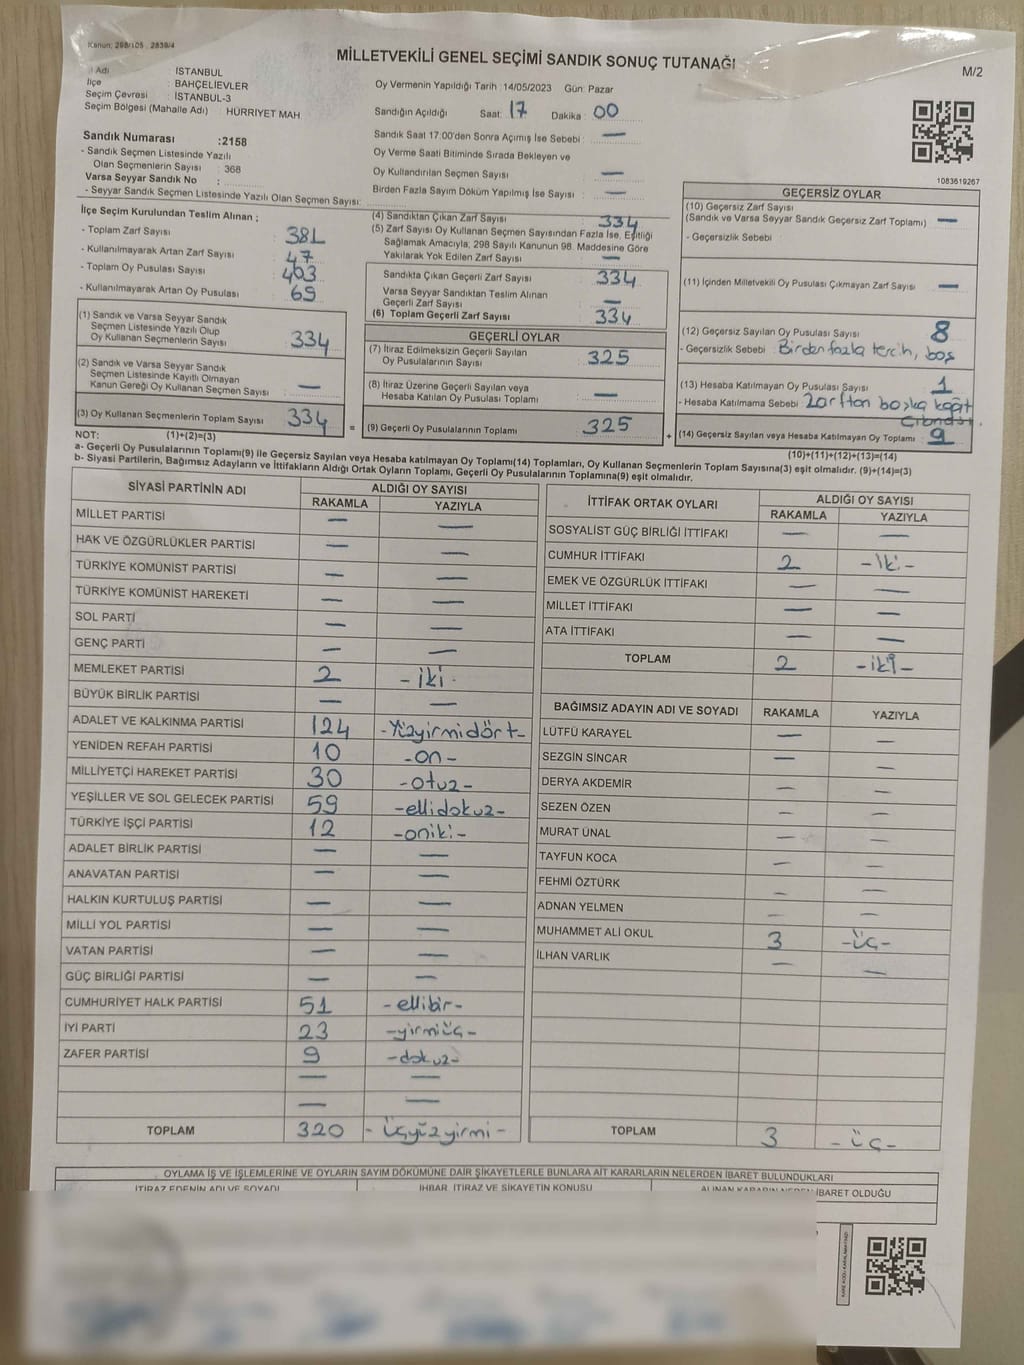 Kanun: 298/105 , 2839/4
MİLLETVEKİLİ GENEL SEÇİMİ SANDIK SONUÇ TUTANAĞI
M/2
İl Adı : İSTANBUL
İlçe : BAHÇELİEVLER
Seçim Çevresi : İSTANBUL-3
Seçim Bölgesi (Mahalle Adı) : HÜRRİYET MAH.
Sandık Numarası :2158
- Sandık Seçmen Listesinde Yazılı
Olan Seçmenlerin Sayısı : 368
Varsa Seyyar Sandık No :
- Seyyar Sandık Seçmen Listesinde Yazılı Olan Seçmen Sayısı:
Oy Vermenin Yapıldığı Tarih : 14/05/2023 Gün: Pazar
Sandığın Açıldığı Saat: 17 Dakika : 00
Sandık Saat 17:00'den Sonra Açımış İse Sebebi : —
Oy Verme Saati Bitiminde Sırada Bekleyen ve
Oy Kullandırılan Seçmen Sayısı : —
Birden Fazla Sayım Döküm Yapılmış İse Sayısı : —
1083619267
İlçe Seçim Kurulundan Teslim Alınan ;
- Toplam Zarf Sayısı : 381
- Kullanılmayarak Artan Zarf Sayısı : 47
- Toplam Oy Pusulası Sayısı : 403
- Kullanılmayarak Artan Oy Pusulası : 69
(1) Sandık ve Varsa Seyyar Sandık
Seçmen Listesinde Yazılı Olup
Oy Kullanan Seçmenlerin Sayısı : 334
(2) Sandık ve Varsa Seyyar Sandık
Seçmen Listesinde Kayıtlı Olmayan
Kanun Gereği Oy Kullanan Seçmen Sayısı : —
(3) Oy Kullanan Seçmenlerin Toplam Sayısı : 334
(4) Sandıktan Çıkan Zarf Sayısı : 334
(5) Zarf Sayısı Oy Kullanan Seçmen Sayısından Fazla İse, Eşitliği
Sağlamak Amacıyla, 298 Sayılı Kanunun 98. Maddesine Göre
Yakılarak Yok Edilen Zarf Sayısı : —
Sandıkta Çıkan Geçerli Zarf Sayısı : 334
Varsa Seyyar Sandıktan Teslim Alınan
Geçerli Zarf Sayısı : —
(6) Toplam Geçerli Zarf Sayısı : 334
GEÇERLİ OYLAR
(7) İtiraz Edilmeksizin Geçerli Sayılan
Oy Pusulalarının Sayısı : 325
(8) İtiraz Üzerine Geçerli Sayılan veya
Hesaba Katılan Oy Pusulası Toplamı : —
= (9) Geçerli Oy Pusulalarının Toplamı : 325 +
GEÇERSİZ OYLAR
(10) Geçersiz Zarf Sayısı
(Sandık ve Varsa Seyyar Sandık Geçersiz Zarf Toplamı) : —
- Geçersizlik Sebebi :
(11) İçinden Milletvekili Oy Pusulası Çıkmayan Zarf Sayısı : —
(12) Geçersiz Sayılan Oy Pusulası Sayısı : 8
- Geçersizlik Sebebi : Birden fazla tercih, boş
(13) Hesaba Katılmayan Oy Pusulası Sayısı : 1
- Hesaba Katılmama Sebebi : Zarftan başka kağıt
(14) Geçersiz Sayılan veya Hesaba Katılmayan Oy Toplamı : 9
NOT: (1)+(2)=(3)
(10)+(11)+(12)+(13)=(14)
a- Geçerli Oy Pusulalarının Toplamı(9) ile Geçersiz Sayılan veya Hesaba katılmayan Oy Toplamı(14) Toplamları, Oy Kullanan Seçmenlerin Toplam Sayısına(3) eşit olmalıdır. (9)+(14)=(3)
b- Siyasi Partilerin, Bağımsız Adayların ve İttifakların Aldığı Ortak Oyların Toplamı, Geçerli Oy Pusulalarının Toplamına(9) eşit olmalıdır.
SİYASİ PARTİNİN ADI ALDIĞI OY SAYISI
RAKAMLA YAZIYLA
MİLLET PARTİSİ — —
HAK VE ÖZGÜRLÜKLER PARTİSİ — —
TÜRKİYE KOMÜNİST PARTİSİ — —
TÜRKİYE KOMÜNİST HAREKETİ — —
SOL PARTİ — —
GENÇ PARTİ — —
MEMLEKET PARTİSİ 2 - iki -
BÜYÜK BİRLİK PARTİSİ — —
ADALET VE KALKINMA PARTİSİ 124 -Yüzyirmidört-
YENİDEN REFAH PARTİSİ 10 -on-
MİLLİYETÇİ HAREKET PARTİSİ 30 -otuz-
YEŞİLLER VE SOL GELECEK PARTİSİ 59 -ellidokuz-
TÜRKİYE İŞÇİ PARTİSİ 12 -oniki-
ADALET BİRLİK PARTİSİ — —
ANAVATAN PARTİSİ — —
HALKIN KURTULUŞ PARTİSİ — —
MİLLİ YOL PARTİSİ — —
VATAN PARTİSİ — —
GÜÇ BİRLİĞİ PARTİSİ — —
CUMHURİYET HALK PARTİSİ 51 -ellibir-
İYİ PARTİ 23 -yirmiüç-
ZAFER PARTİSİ 9 -dokuz-
— —
— —
TOPLAM 320 - üçyüzyirmi -
İTTİFAK ORTAK OYLARI ALDIĞI OY SAYISI
RAKAMLA YAZIYLA
SOSYALİST GÜÇ BİRLİĞİ İTTİFAKI — —
CUMHUR İTTİFAKI 2 -iki-
EMEK VE ÖZGÜRLÜK İTTİFAKI — —
MİLLET İTTİFAKI — —
ATA İTTİFAKI — —
TOPLAM 2 -iki-
BAĞIMSIZ ADAYIN ADI VE SOYADI RAKAMLA YAZIYLA
LÜTFÜ KARAYEL — —
SEZGİN SİNCAR — —
DERYA AKDEMİR — —
SEZEN ÖZEN — —
MURAT ÜNAL — —
TAYFUN KOCA — —
FEHMİ ÖZTÜRK — —
ADNAN YELMEN — —
MUHAMMET ALİ OKUL 3 -üç-
İLHAN VARLIK — —
TOPLAM 3 - üç -
OYLAMA İŞ VE İŞLEMLERİNE VE OYLARIN SAYIM DÖKÜMÜNE DAİR ŞİKAYETLERLE BUNLARA AİT KARARLARIN NELERDEN İBARET BULUNDUKLARI
İTİRAZ EDENİN ADI VE SOYADI İHBAR, İTİRAZ VE ŞİKAYETİN KONUSU ALINAN KARARIN NEDEN İBARET OLDUĞU